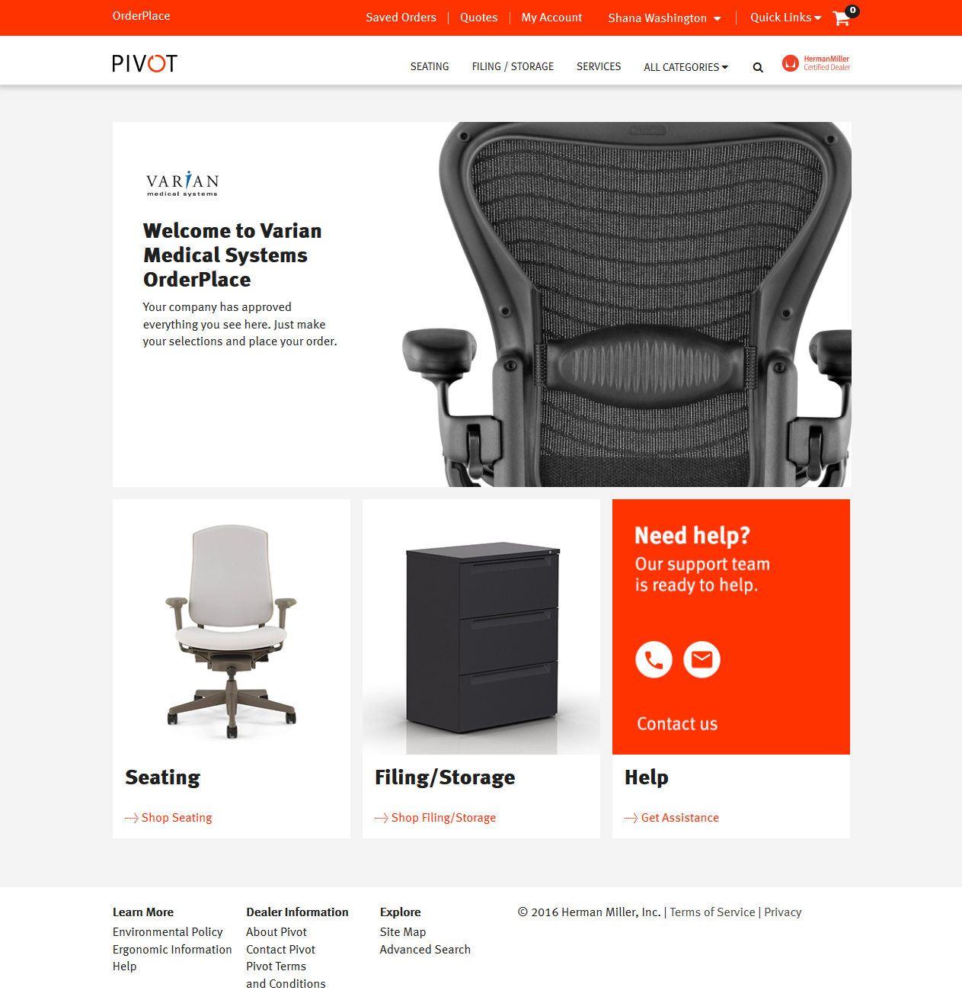 OrderPlace
Saved Orders | Quotes | My Account Shana Washington | Quick Links 0
PIVOT
SEATING FILING / STORAGE SERVICES ALL CATEGORIES
HermanMiller
Certified Dealer
VARIAN
medical systems
Welcome to Varian
Medical Systems
OrderPlace
Your company has approved
everything you see here. Just make
your selections and place your order.
Need help?
Our support team
is ready to help.
Contact us
Seating
Shop Seating
Filing/Storage
Shop Filing/Storage
Help
Get Assistance
Learn More
Environmental Policy
Ergonomic Information
Help
Dealer Information
About Pivot
Contact Pivot
Pivot Terms
and Conditions
Explore
Site Map
Advanced Search
© 2016 Herman Miller, Inc. | Terms of Service | Privacy